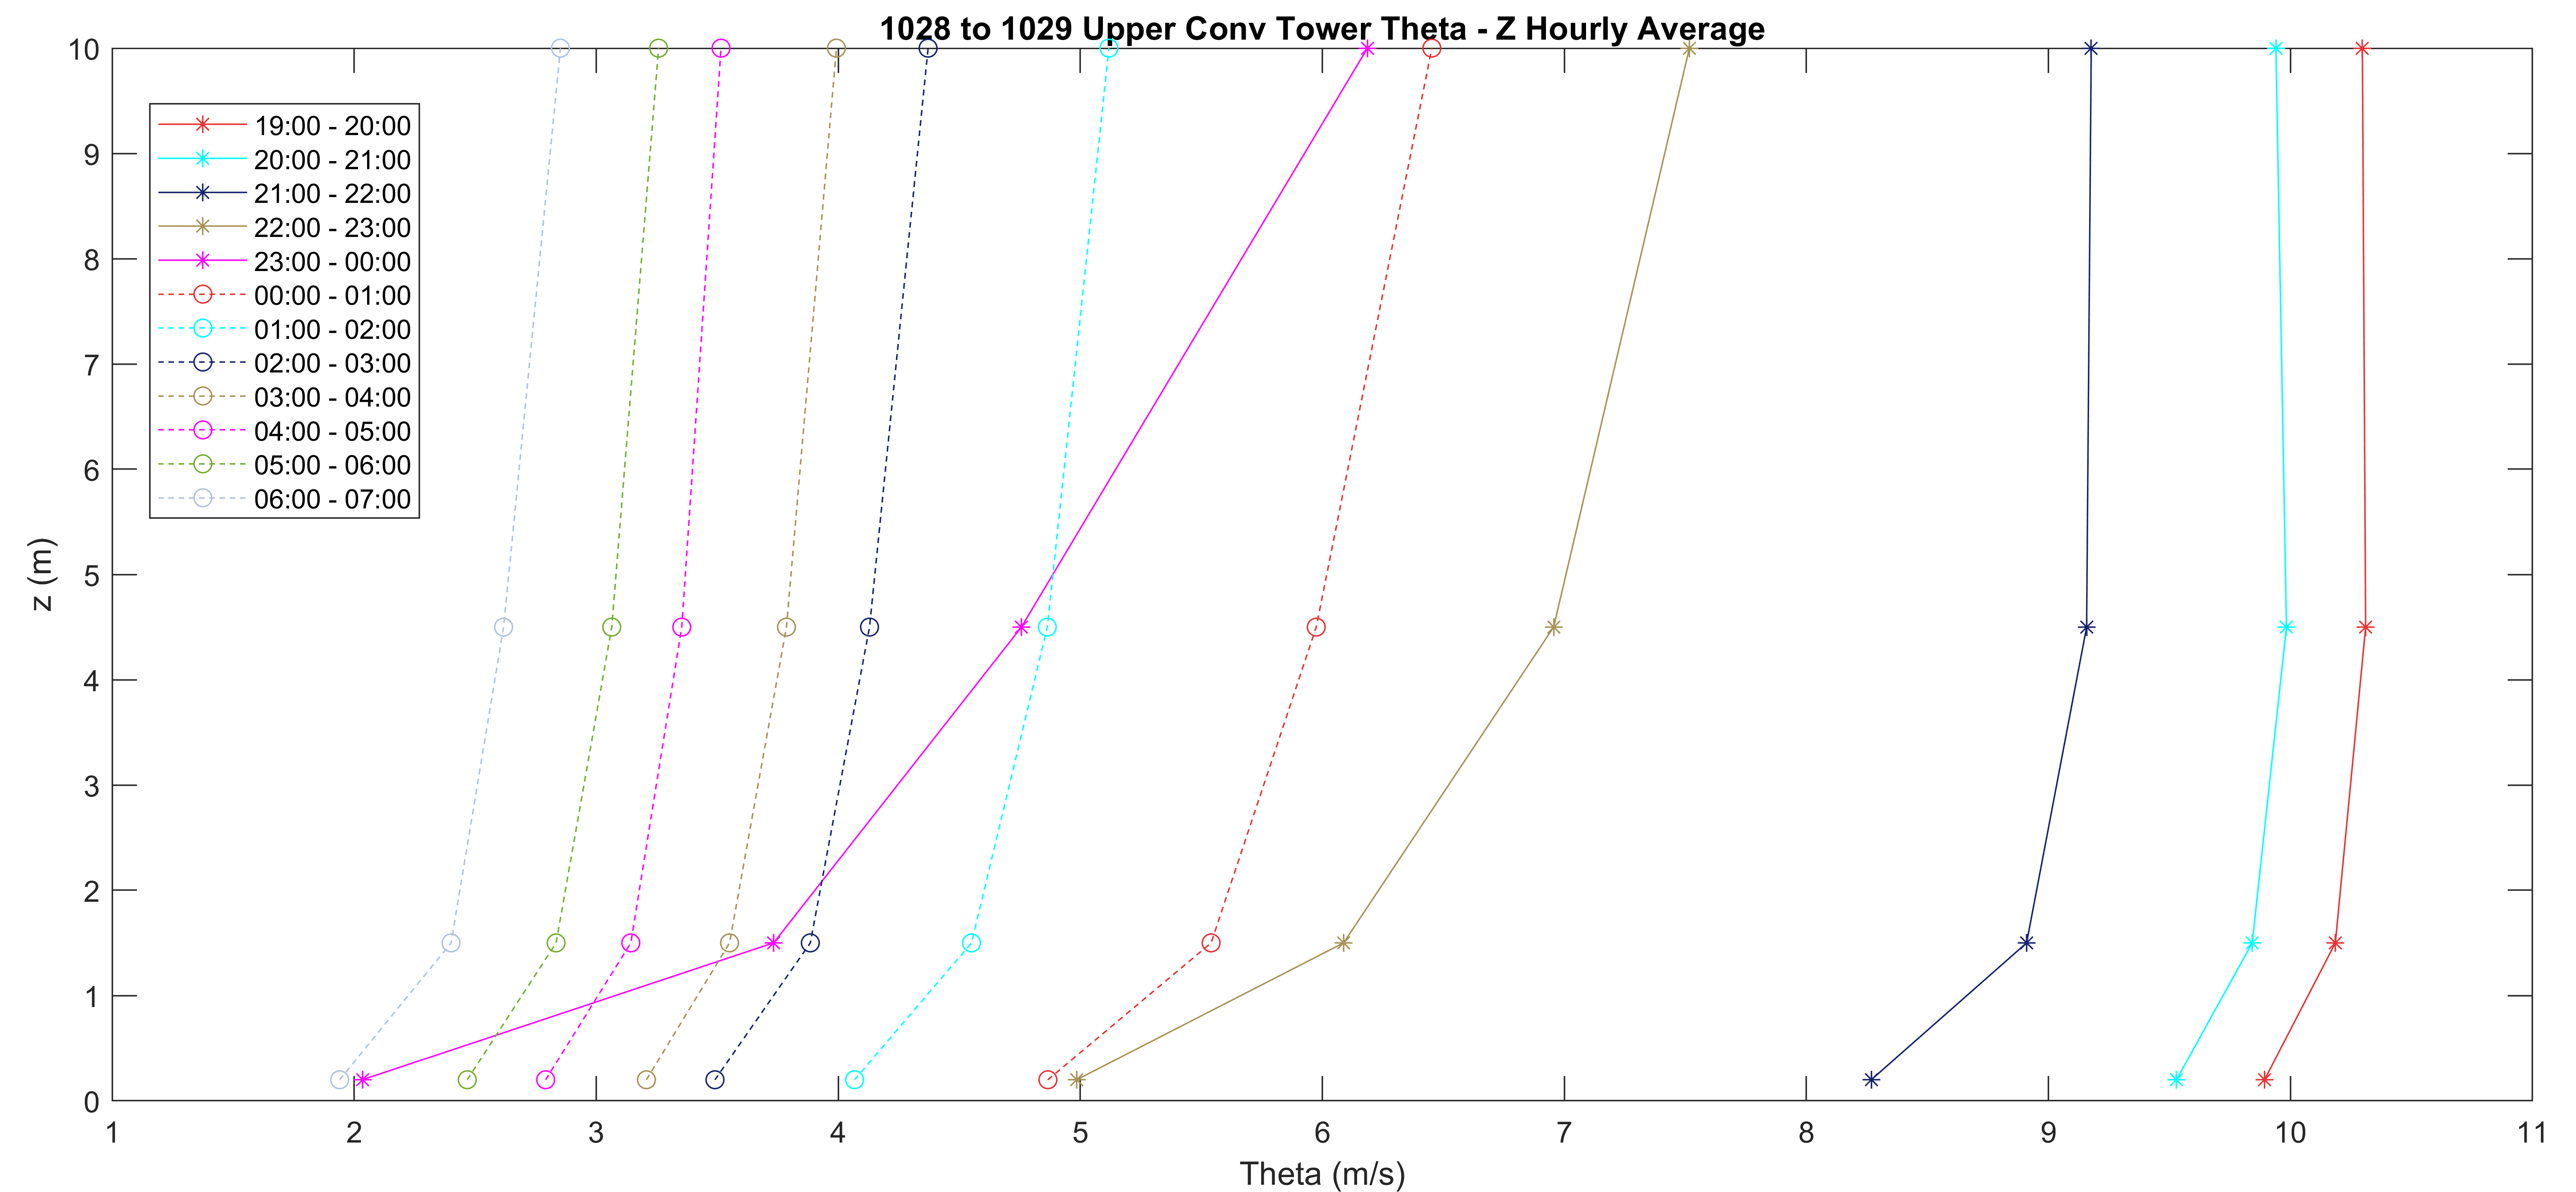 1028 to 1029 Upper Conv Tower Theta - Z Hourly Average
10
9
8
7
6
5
4
3
2
1
0
z (m)
19:00 - 20:00
20:00 - 21:00
21:00 - 22:00
22:00 - 23:00
23:00 - 00:00
00:00 - 01:00
01:00 - 02:00
02:00 - 03:00
03:00 - 04:00
04:00 - 05:00
05:00 - 06:00
06:00 - 07:00
1 2 3 4 5 6 7 8 9 10 11
Theta (m/s)